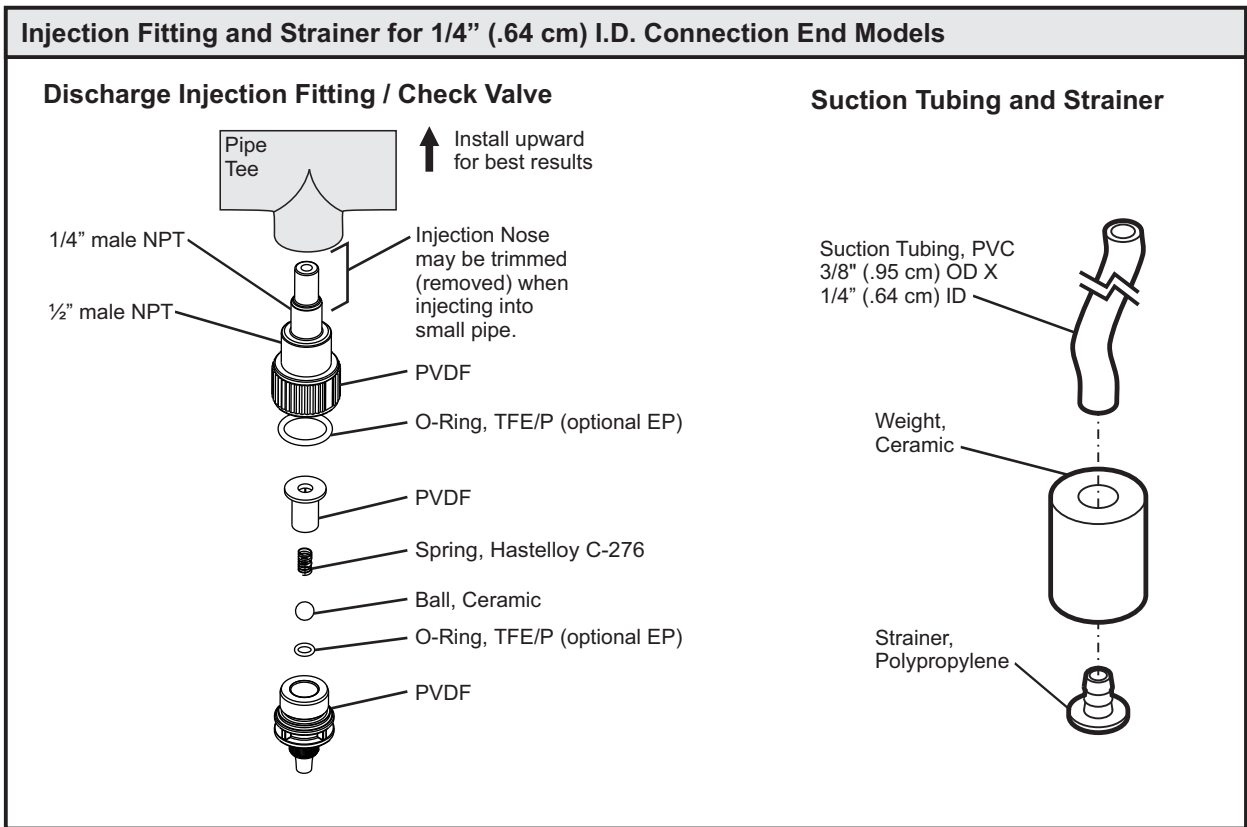 Injection Fitting and Strainer for 1/4” (.64 cm) I.D. Connection End Models
Discharge Injection Fitting / Check Valve
Pipe
Tee
Install upward
for best results
1/4” male NPT
½” male NPT
Injection Nose
may be trimmed
(removed) when
injecting into
small pipe.
PVDF
O-Ring, TFE/P (optional EP)
PVDF
Spring, Hastelloy C-276
Ball, Ceramic
O-Ring, TFE/P (optional EP)
PVDF
Suction Tubing and Strainer
Suction Tubing, PVC
3/8" (.95 cm) OD X
1/4” (.64 cm) ID
Weight,
Ceramic
Strainer,
Polypropylene